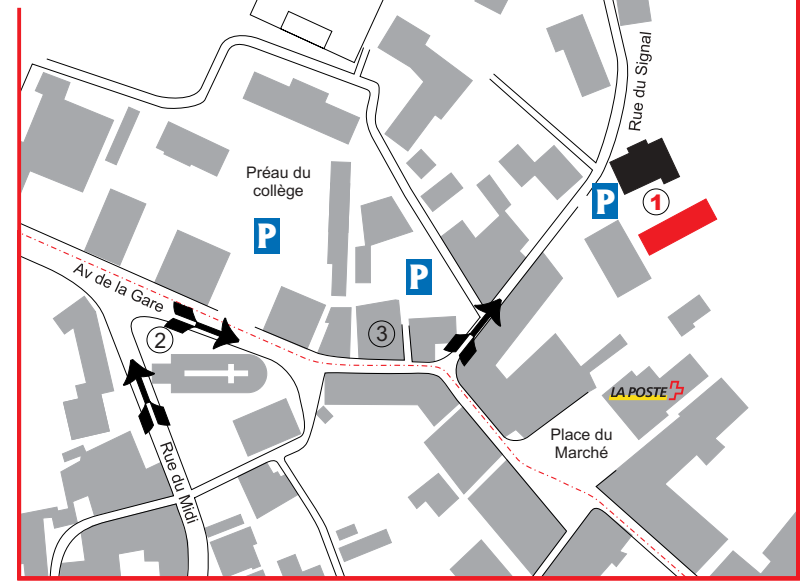 Rue du Signal
Préau du
collège
P
P
P
1
Av de la Gare
2
3
LA POSTE
Place du
Marché
Rue du Midi